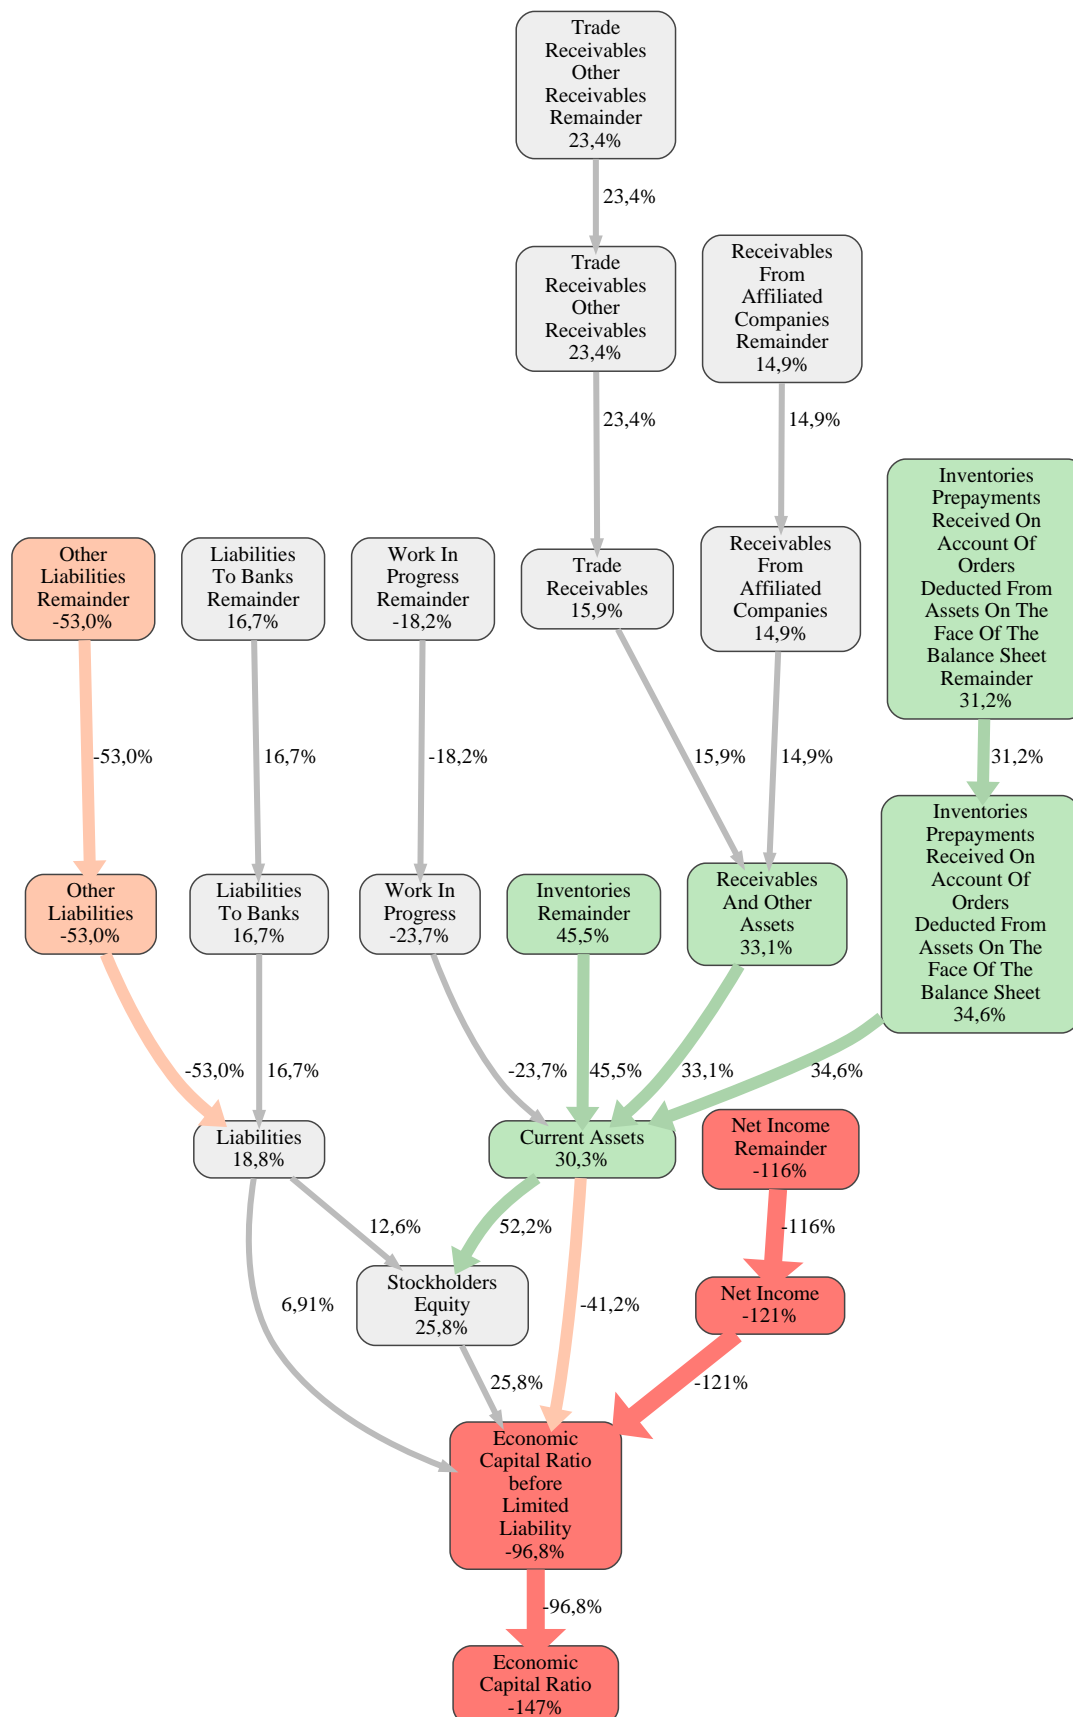 Trade
Receivables
Other
Receivables
Remainder
23,4%
23,4%
Trade
Receivables
Other
Receivables
23,4%
Receivables
From
Affiliated
Companies
Remainder
14,9%
23,4%
14,9%
Inventories
Prepayments
Received On
Account Of
Orders
Deducted From
Assets On The
Face Of The
Balance Sheet
Remainder
31,2%
Other
Liabilities
Remainder
-53,0%
Liabilities
To Banks
Remainder
16,7%
Work In
Progress
Remainder
-18,2%
Trade
Receivables
15,9%
Receivables
From
Affiliated
Companies
14,9%
-53,0%
16,7%
-18,2%
15,9%
14,9%
31,2%
Other
Liabilities
-53,0%
Liabilities
To Banks
16,7%
Work In
Progress
-23,7%
Inventories
Remainder
45,5%
Receivables
And Other
Assets
33,1%
Inventories
Prepayments
Received On
Account Of
Orders
Deducted From
Assets On The
Face Of The
Balance Sheet
34,6%
-53,0%
16,7%
-23,7%
45,5%
33,1%
34,6%
Liabilities
18,8%
Current Assets
30,3%
Net Income
Remainder
-116%
12,6%
52,2%
-116%
6,91%
Stockholders
Equity
25,8%
-41,2%
Net Income
-121%
25,8%
-121%
Economic
Capital Ratio
before
Limited
Liability
-96,8%
-96,8%
Economic
Capital Ratio
-147%